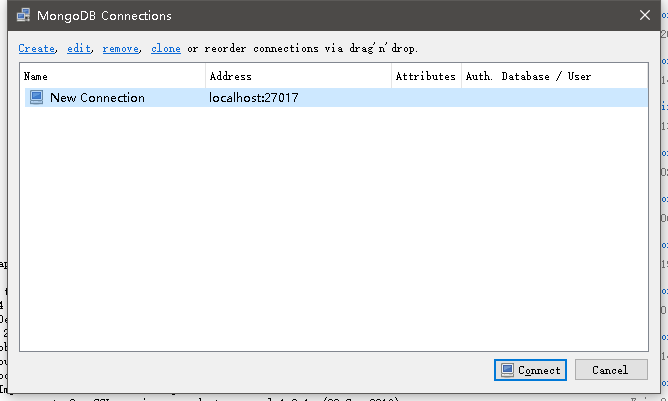 MongoDB Connections
Create, edit, remove, clone or reorder connections via drag'n'drop.
Name Address Attributes Auth. Database / User
New Connection localhost:27017
Connect Cancel